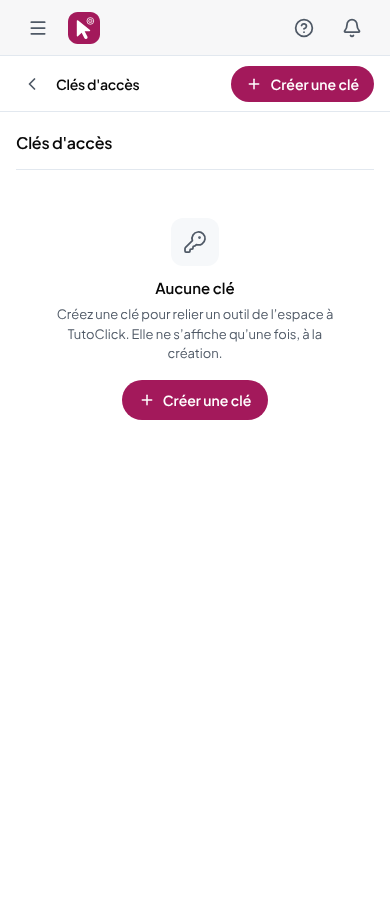 Clés d'accès
Créer une clé
Clés d'accès
Aucune clé
Créez une clé pour relier un outil de l'espace à
TutoClick. Elle ne s'affiche qu'une fois, à la
création.
Créer une clé